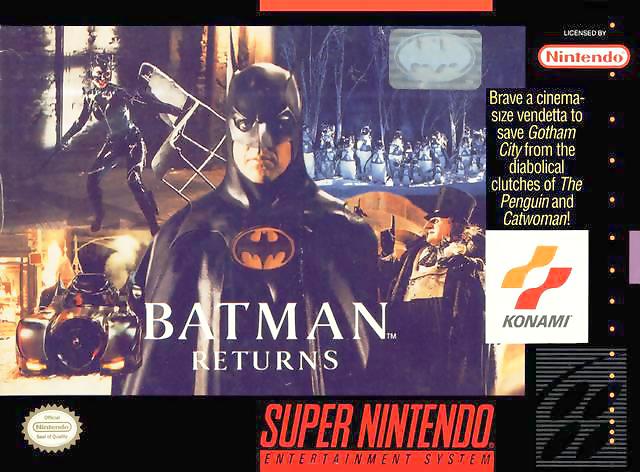 LICENSED BY
Nintendo
Brave a cinema-
size vendetta to
save Gotham
City from the
diabolical
clutches of The
Penguin and
Catwoman!
KONAMI
BATMAN™
RETURNS
Official
Nintendo
Seal of Quality
SUPER NINTENDO®
ENTERTAINMENT SYSTEM